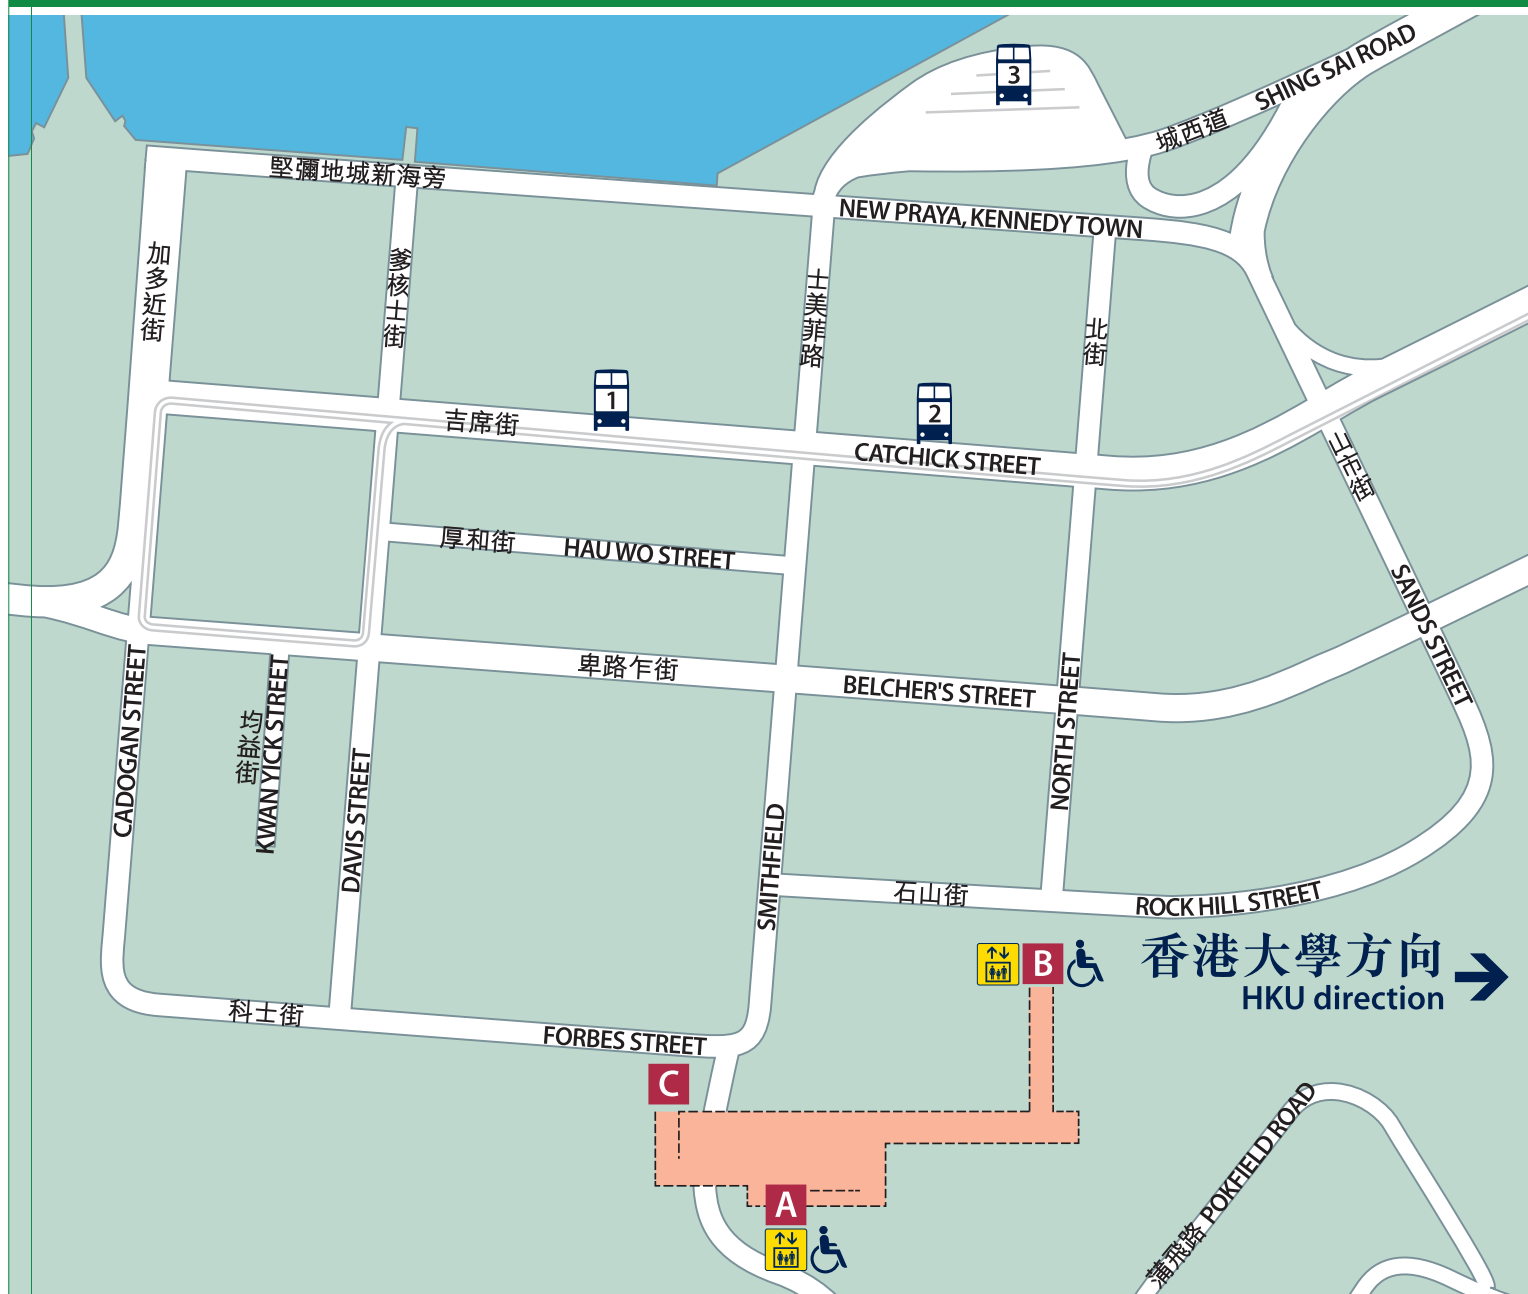 3
城西道 SHING SAI ROAD
堅彌地城新海旁
NEW PRAYA, KENNEDY TOWN
加多近街
爹核士街
士美菲路
北街
1
2
吉席街
CATCHICK STREET
山市街
厚和街
HAU WO STREET
SANDS STREET
卑路乍街
BELCHER'S STREET
CADOGAN STREET
均益街
KWAN YICK STREET
DAVIS STREET
NORTH STREET
SMITHFIELD
石山街
ROCK HILL STREET
B
香港大學方向
HKU direction
科士街
FORBES STREET
C
A
蒲飛路 POKFIELD ROAD